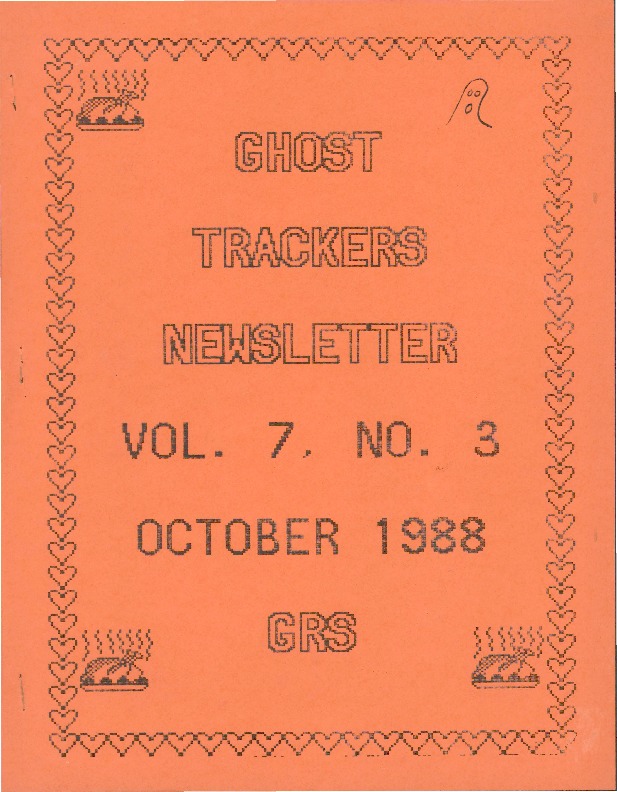 GHOST
TRACKERS
NEWSLETTER
VOL. 7, NO. 3
OCTOBER 1988
GRS